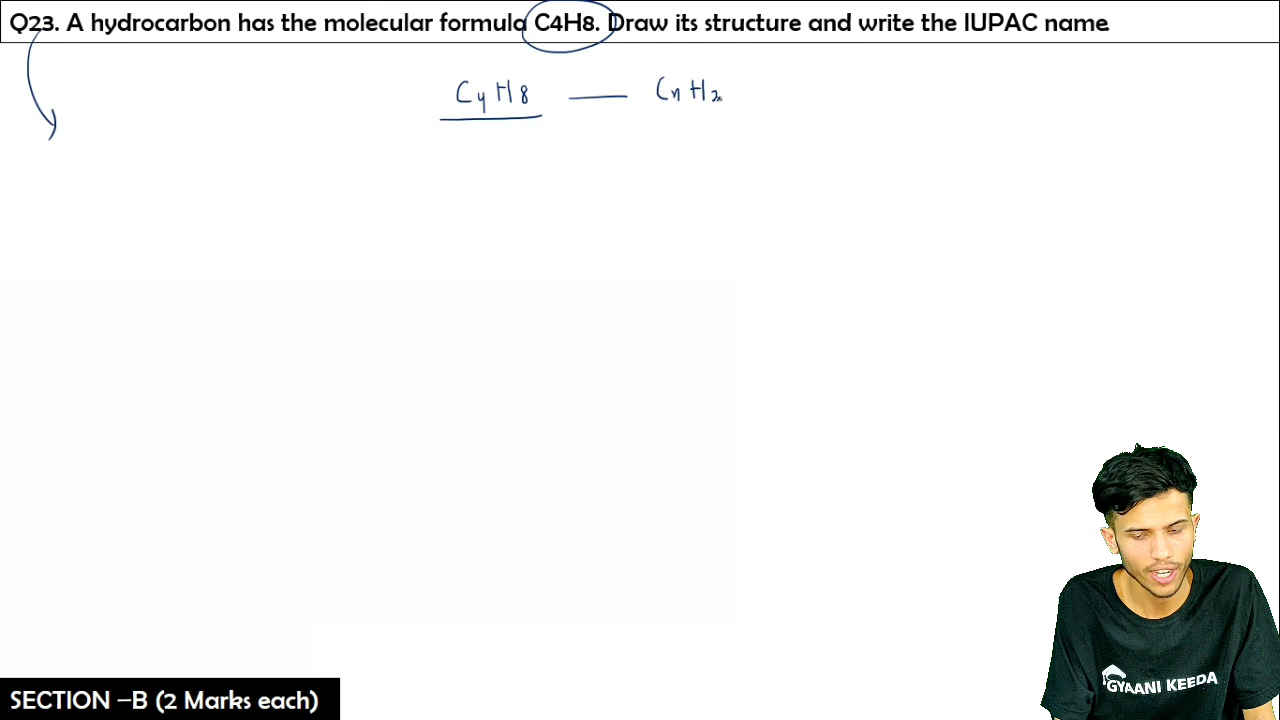 Q23. A hydrocarbon has the molecular formula C4H8. Draw its structure and write the IUPAC name
C4H8 — CnH2n
GYAANI KEEDA
SECTION –B (2 Marks each)